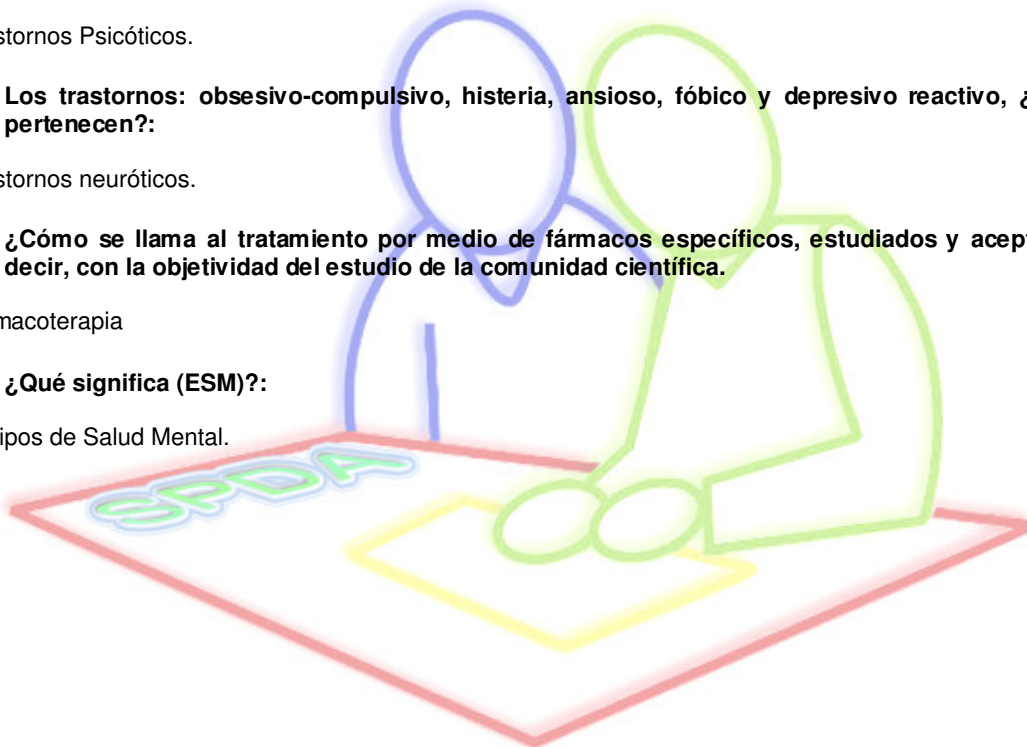 stornos Psicóticos.
Los trastornos: obsesivo-compulsivo, histeria, ansioso, fóbico y depresivo reactivo, ¿
pertenecen?:
stornos neuróticos.
¿Cómo se llama al tratamiento por medio de fármacos específicos, estudiados y acept
decir, con la objetividad del estudio de la comunidad científica.
macoterapia
¿Qué significa (ESM)?:
ipos de Salud Mental.
SPDA